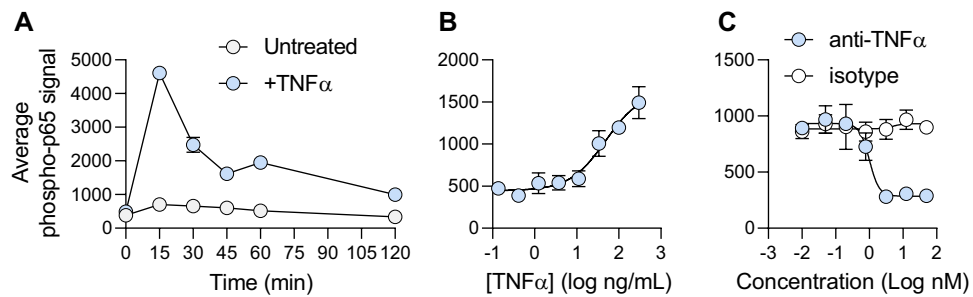 A
Untreated
+TNFα
Average
phospho-p65 signal
6000
5000
4000
3000
2000
1000
0
0 15 30 45 60 75 90 105 120
Time (min)
B
2000
1500
1000
500
0
-1 0 1 2 3
[TNFα] (log ng/mL)
C
anti-TNFα
isotype
1500
1000
500
0
-3 -2 -1 0 1 2
Concentration (Log nM)